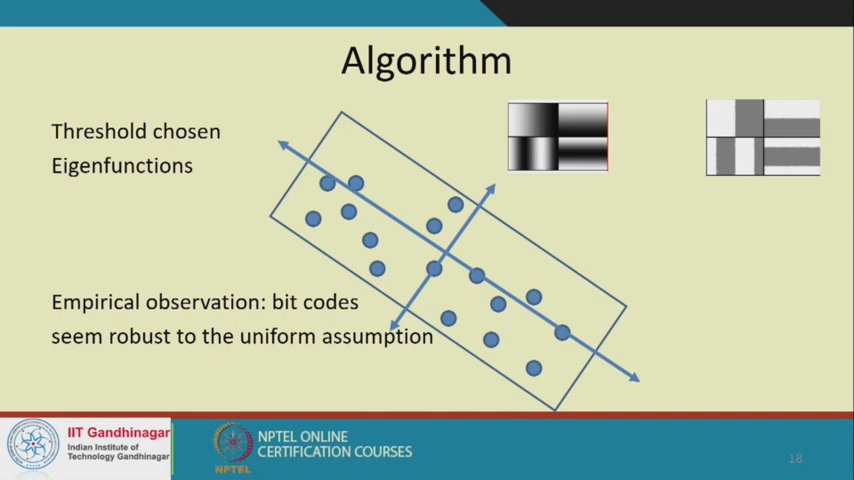 Algorithm
Threshold chosen
Eigenfunctions
Empirical observation: bit codes
seem robust to the uniform assumption
IIT Gandhinagar
Indian Institute of
Technology Gandhinagar
NPTEL
NPTEL ONLINE
CERTIFICATION COURSES
18